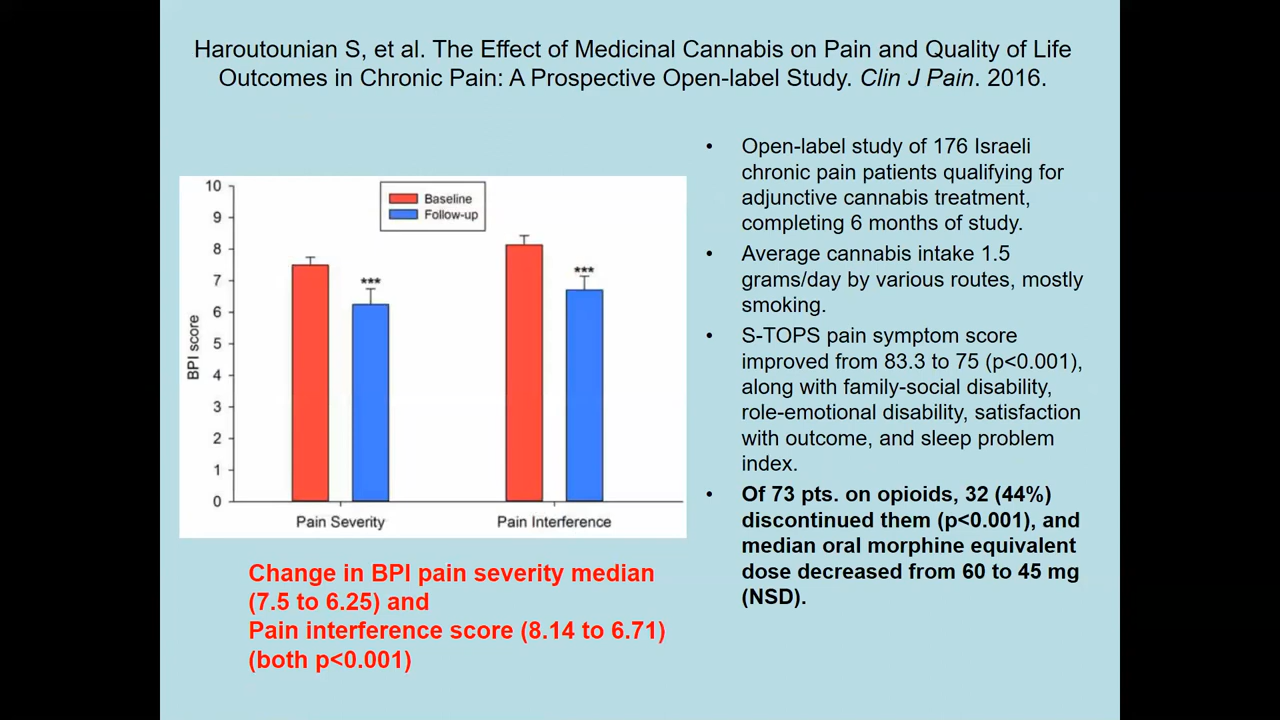 Haroutounian S, et al. The Effect of Medicinal Cannabis on Pain and Quality of Life
Outcomes in Chronic Pain: A Prospective Open-label Study. Clin J Pain. 2016.
10
9
8
7
6
5
4
3
2
1
0
BPI score
Baseline
Follow-up
***
***
Pain Severity
Pain Interference
Change in BPI pain severity median
(7.5 to 6.25) and
Pain interference score (8.14 to 6.71)
(both p<0.001)
• Open-label study of 176 Israeli
chronic pain patients qualifying for
adjunctive cannabis treatment,
completing 6 months of study.
• Average cannabis intake 1.5
grams/day by various routes, mostly
smoking.
• S-TOPS pain symptom score
improved from 83.3 to 75 (p<0.001),
along with family-social disability,
role-emotional disability, satisfaction
with outcome, and sleep problem
index.
• Of 73 pts. on opioids, 32 (44%)
discontinued them (p<0.001), and
median oral morphine equivalent
dose decreased from 60 to 45 mg
(NSD).